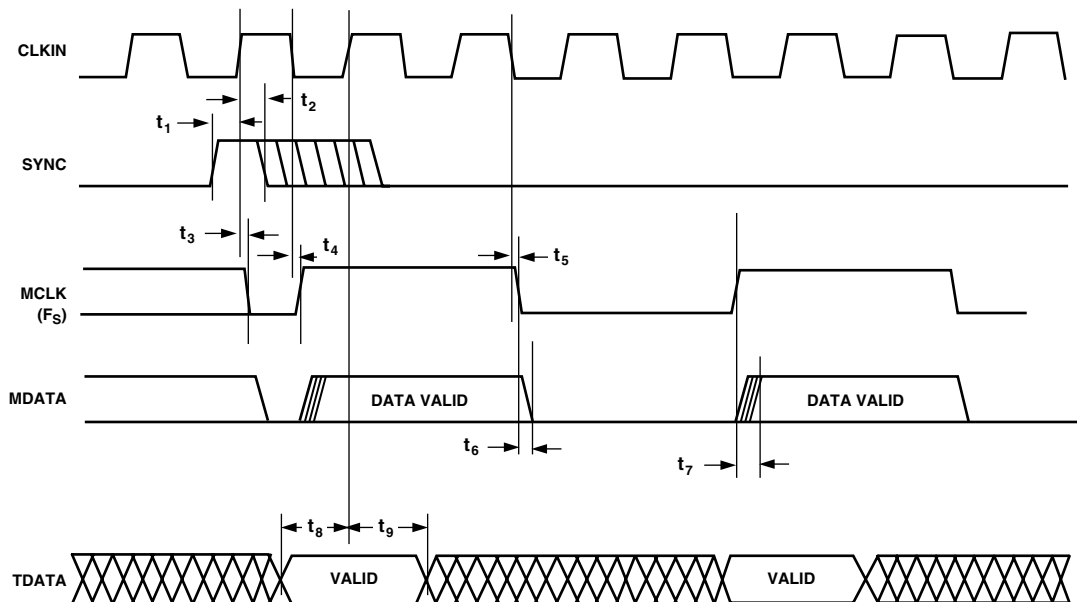 CLKIN
t2
t1
SYNC
t3
t4
t5
MCLK
(FS)
MDATA
DATA VALID
DATA VALID
t6
t7
t8
t9
TDATA
VALID
VALID